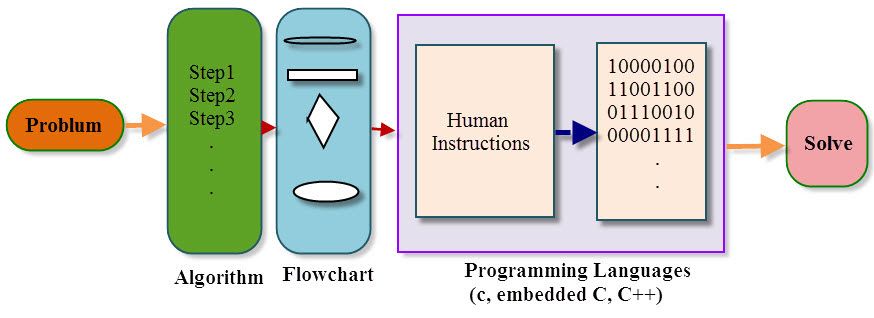 Problum
Step1
Step2
Step3
.
.
.
Algorithm
Flowchart
Human
Instructions
10000100
11001100
01110010
00001111
.
.
Programming Languages
(c, embedded C, C++)
Solve